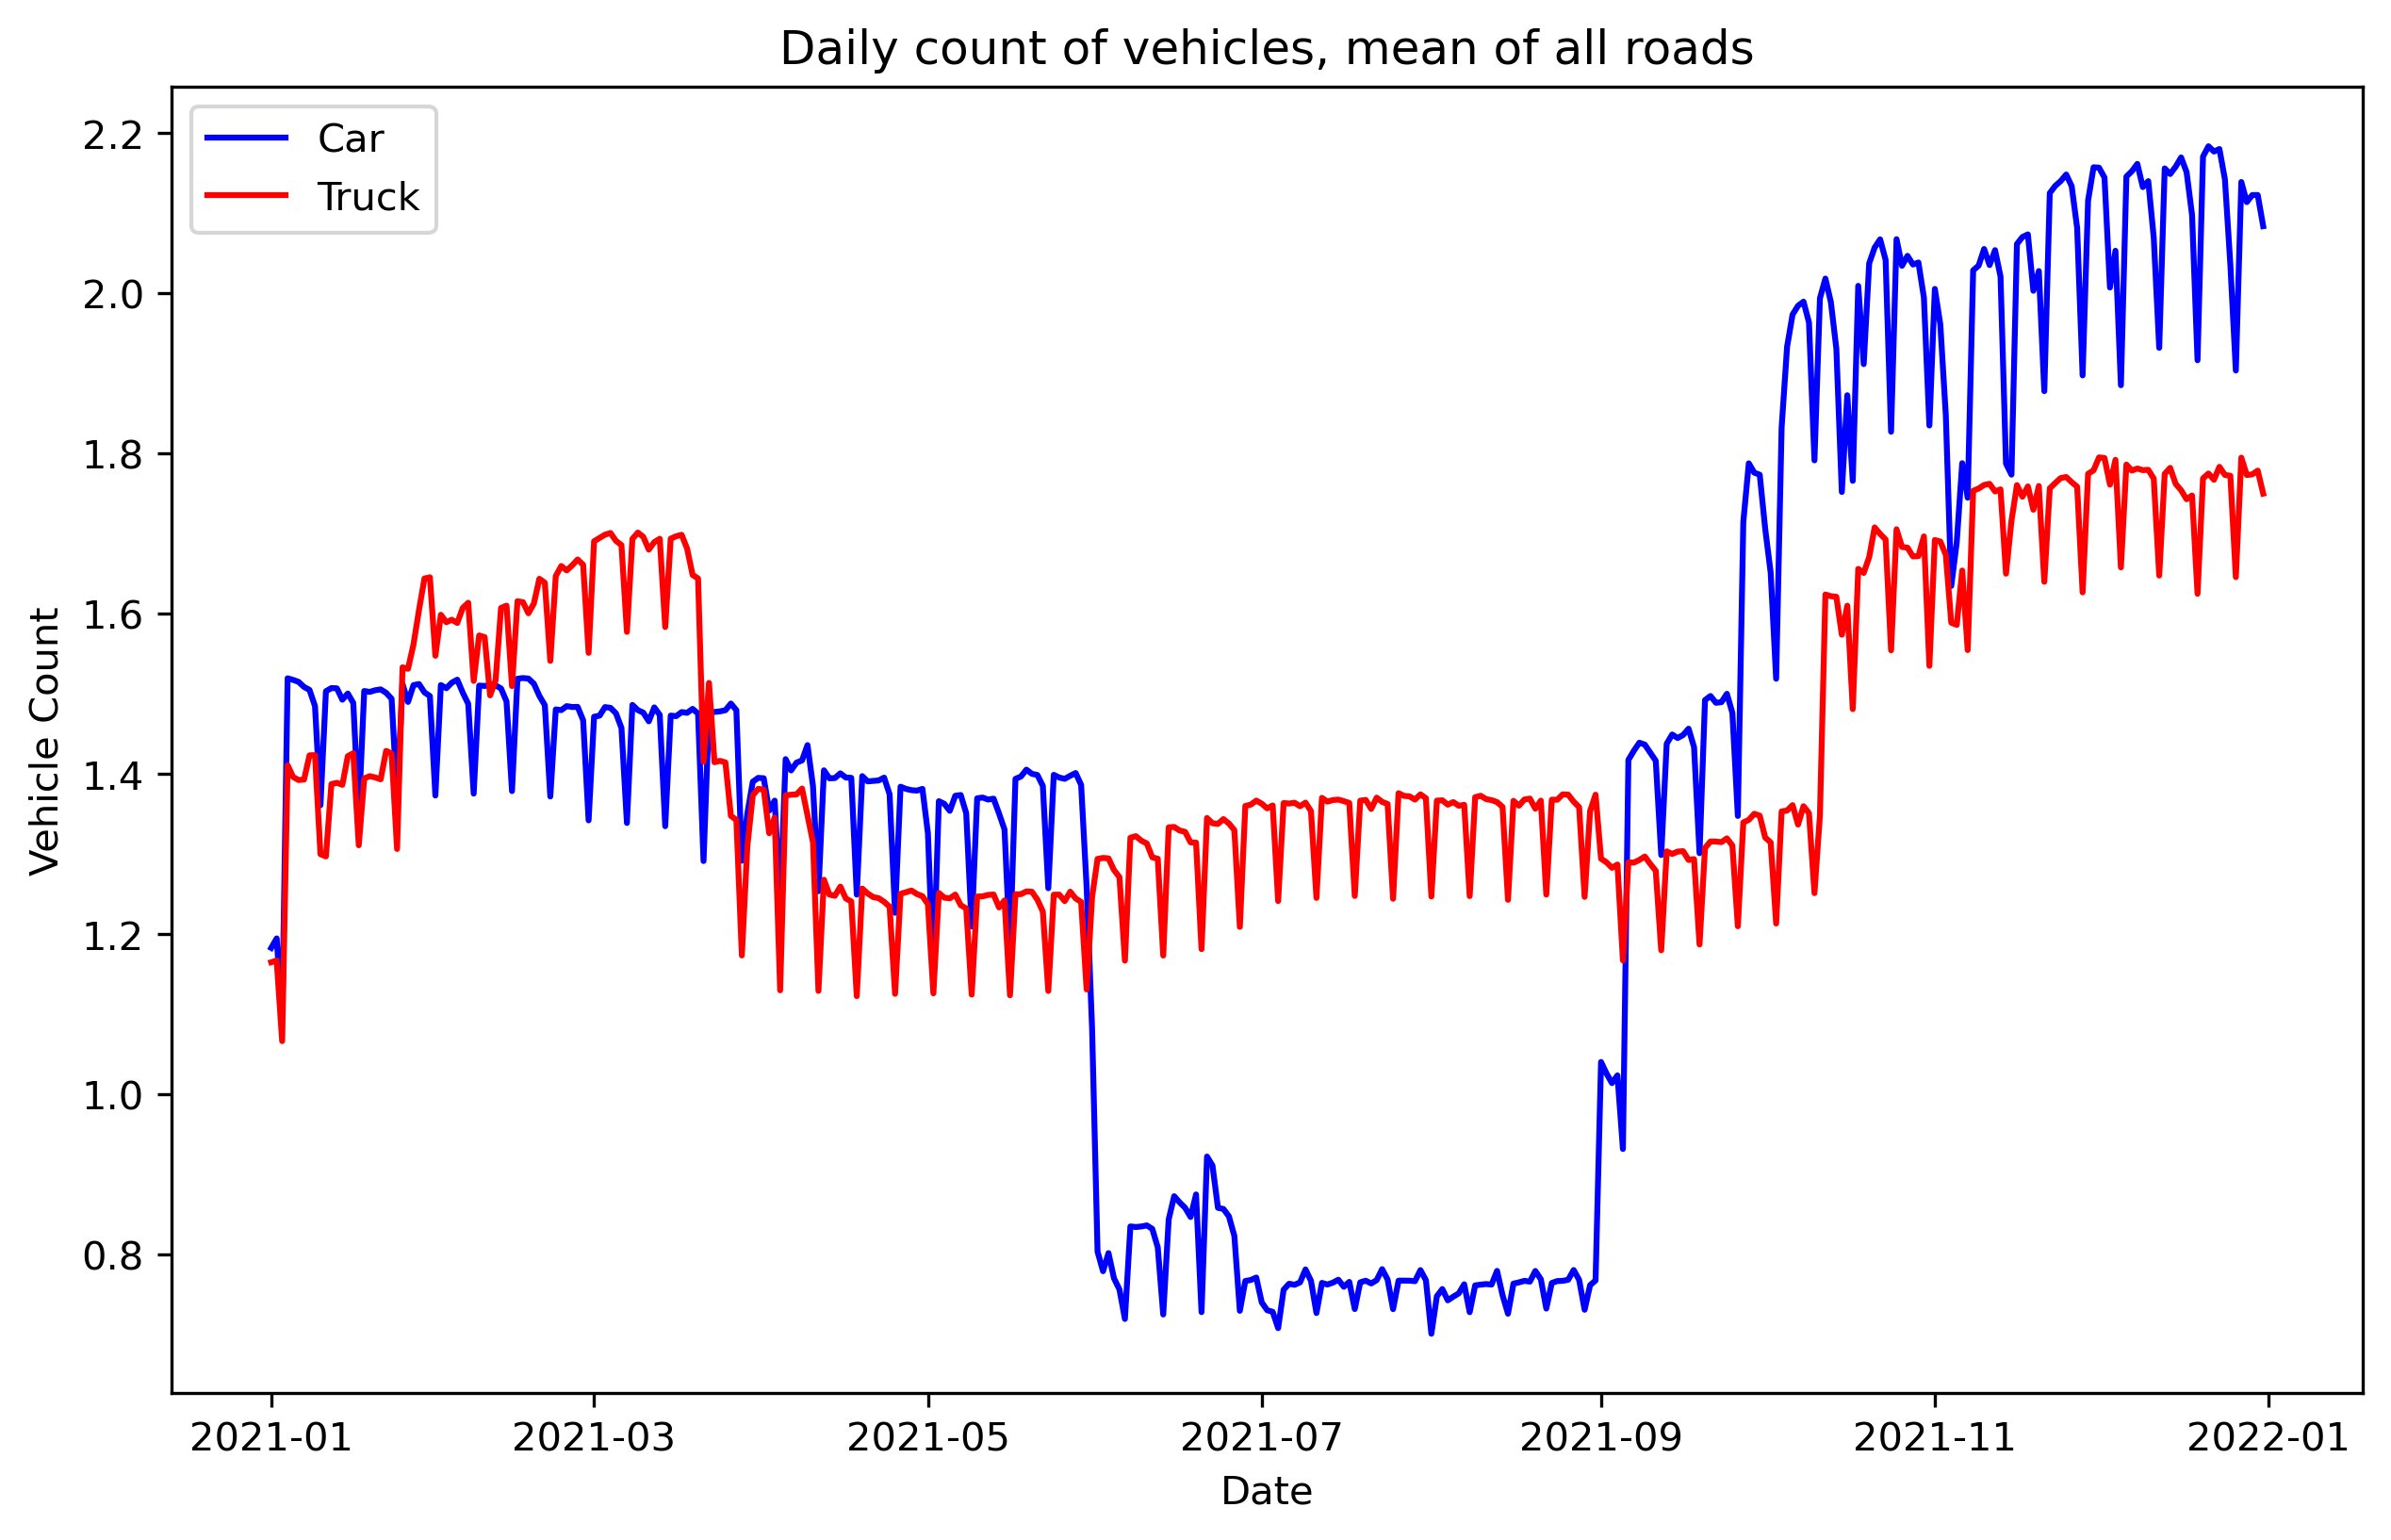 Daily count of vehicles, mean of all roads
Car
Truck
Vehicle Count
2.2
2.0
1.8
1.6
1.4
1.2
1.0
0.8
2021-01 2021-03 2021-05 2021-07 2021-09 2021-11 2022-01
Date